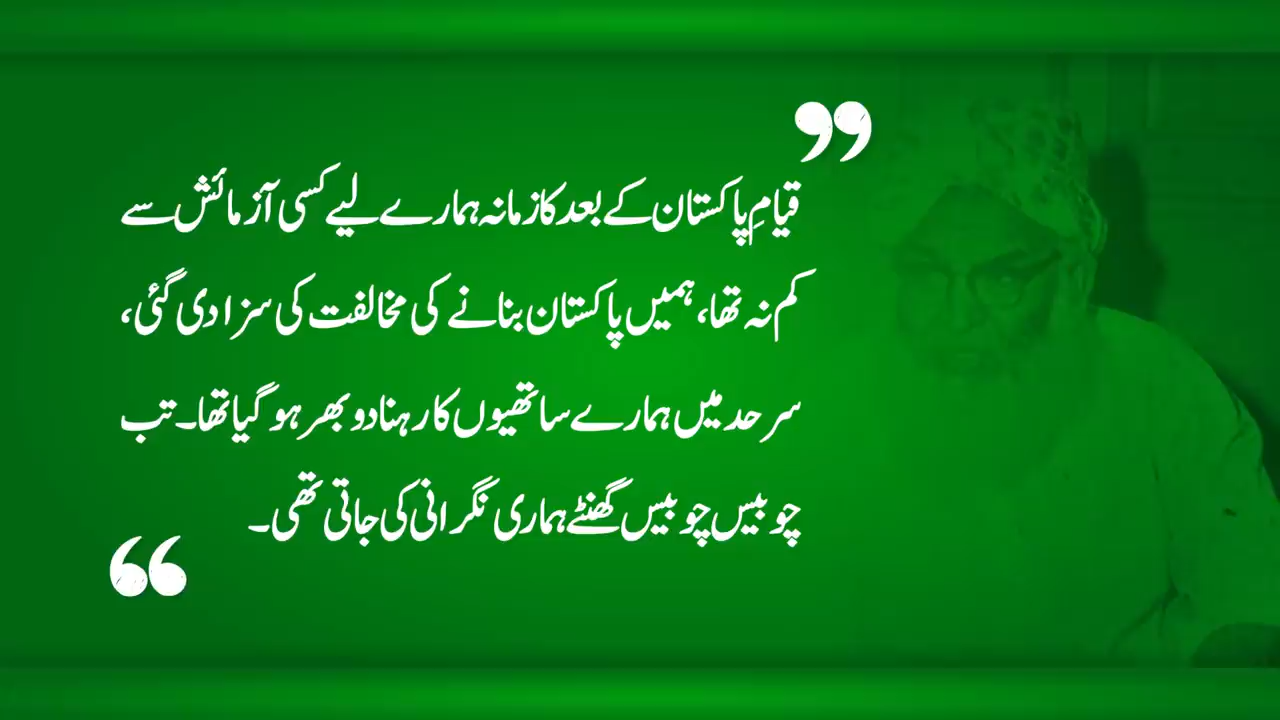 ”
قیامِ پاکستان کے بعد کا زمانہ ہمارے لیے کسی آزمائش سے
کم نہ تھا، ہمیں پاکستان بنانے کی مخالفت کی سزا دی گئی،
سرحد میں ہمارے ساتھیوں کا رہنا دوبھر ہو گیا تھا۔ تب
چوبیس چوبیس گھنٹے ہماری نگرانی کی جاتی تھی۔
“